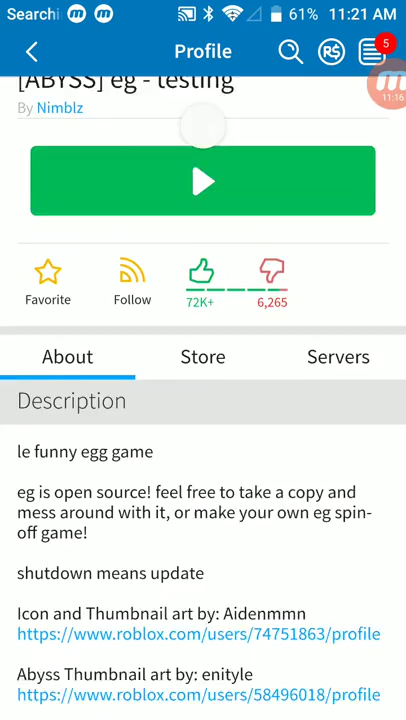 Searchi
61% 11:21 AM
Profile
R$
5
11:16
[ABYSS] eg - testing
By Nimblz
Favorite
Follow
72K+
6,265
About
Store
Servers
Description
le funny egg game
eg is open source! feel free to take a copy and
mess around with it, or make your own eg spin-
off game!
shutdown means update
Icon and Thumbnail art by: Aidenmmn
https://www.roblox.com/users/74751863/profile
Abyss Thumbnail art by: enityle
https://www.roblox.com/users/58496018/profile